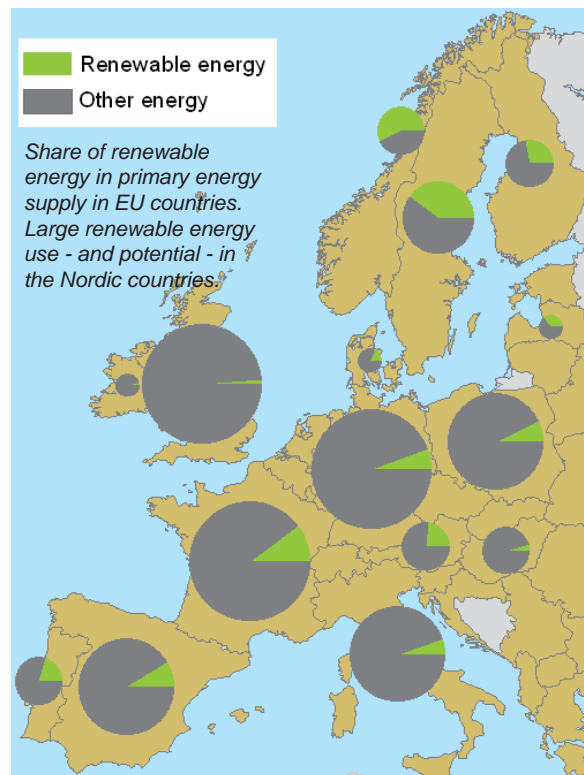 Renewable energy
Other energy
Share of renewable
energy in primary energy
supply in EU countries.
Large renewable energy
use - and potential - in
the Nordic countries.